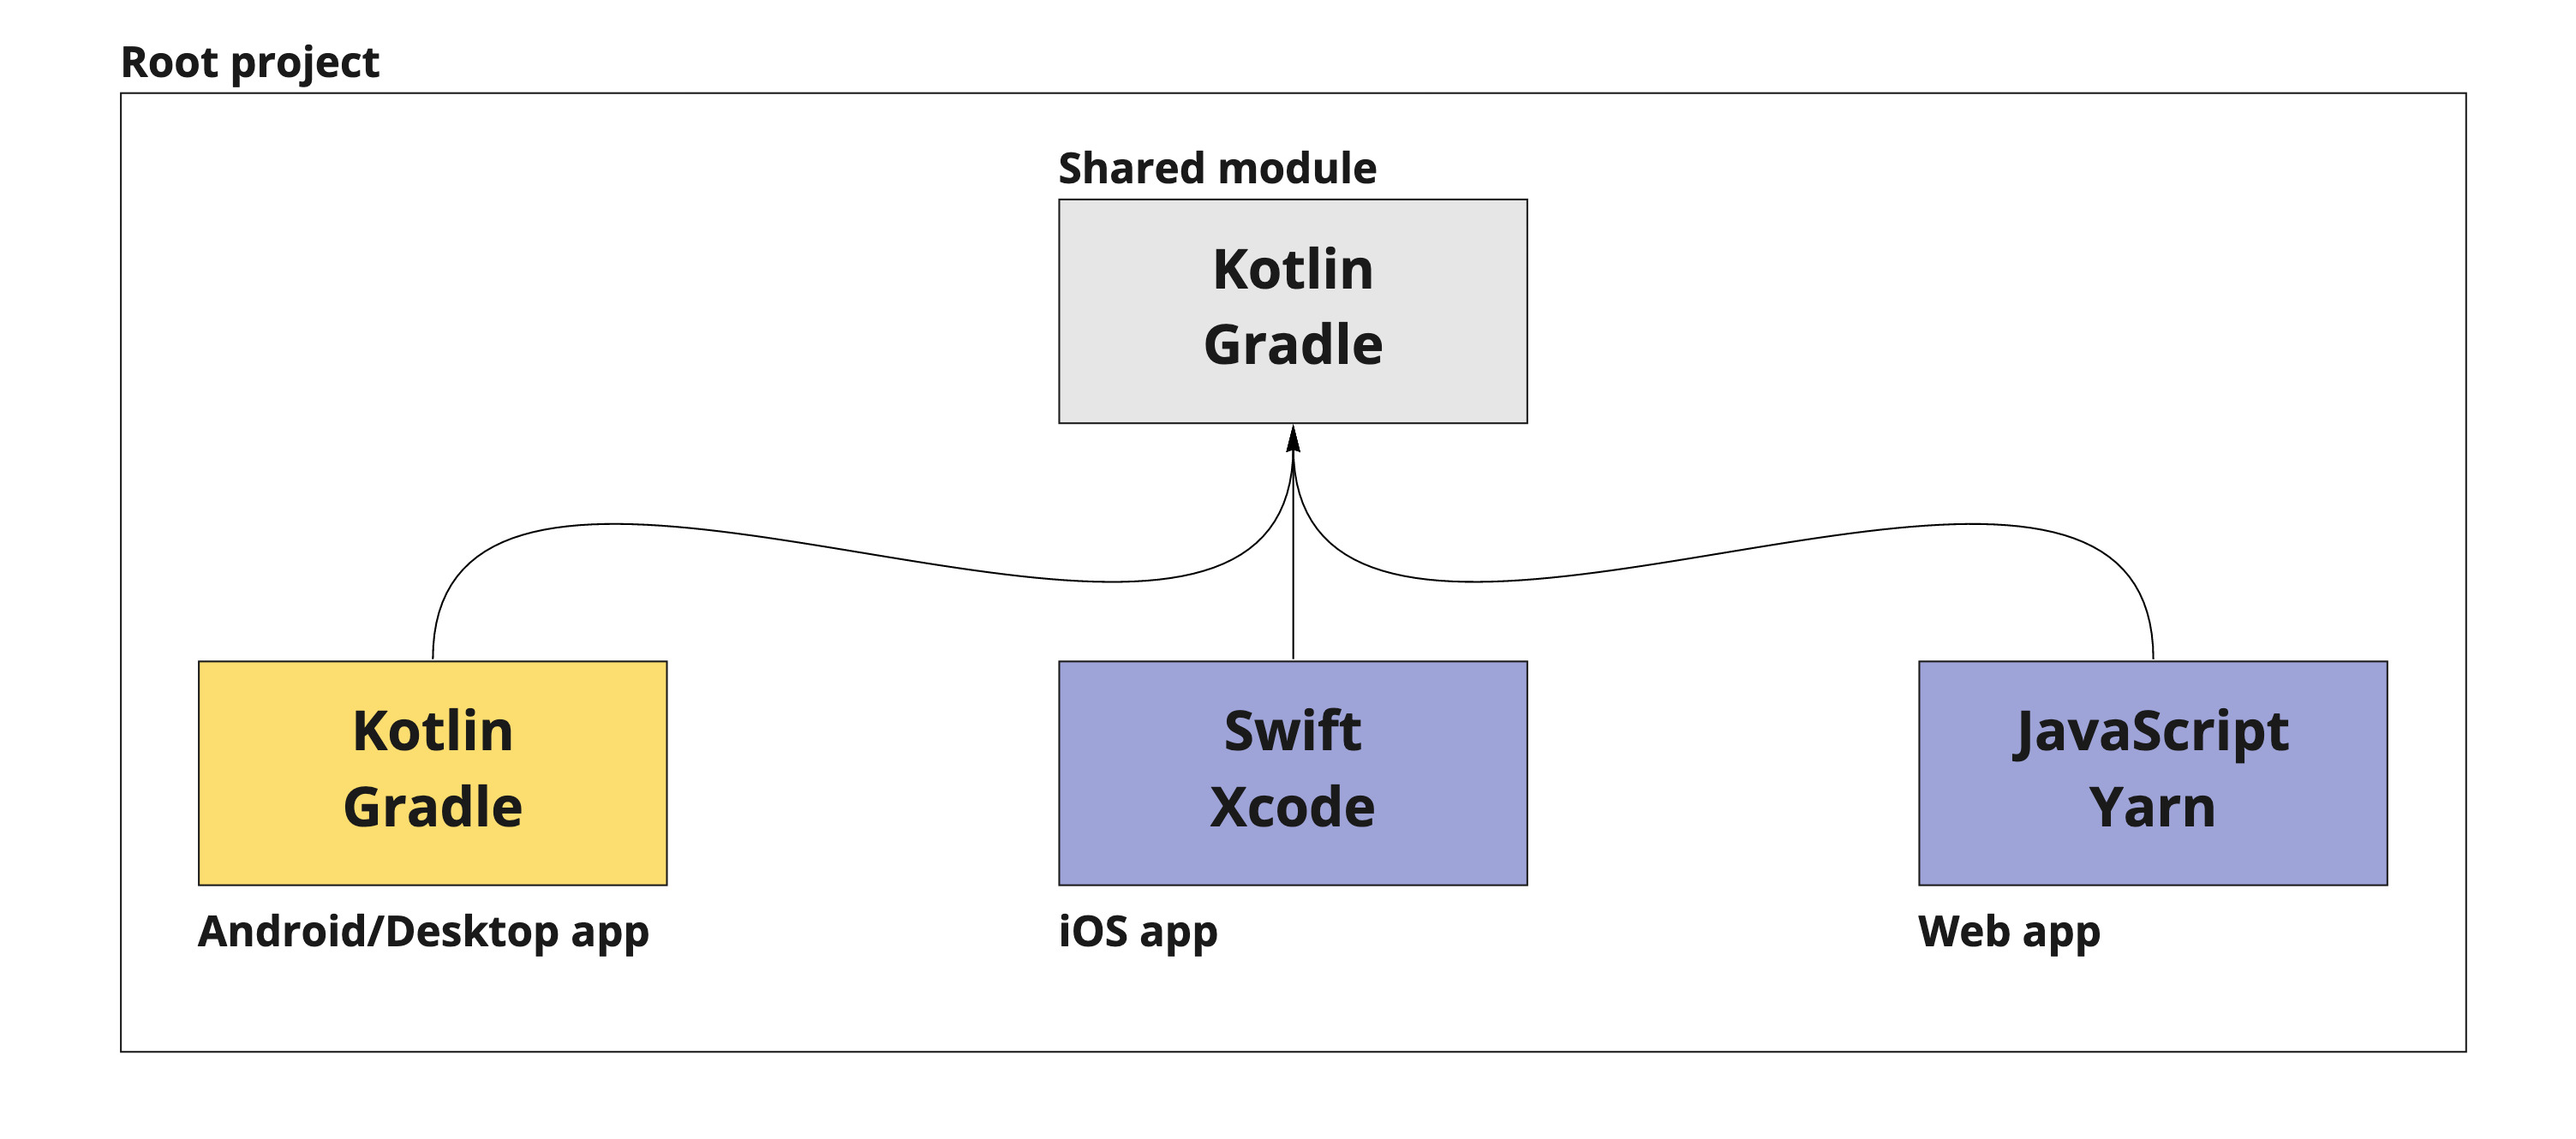 Root project
Shared module
Kotlin
Gradle
Kotlin
Gradle
Android/Desktop app
Swift
Xcode
iOS app
JavaScript
Yarn
Web app